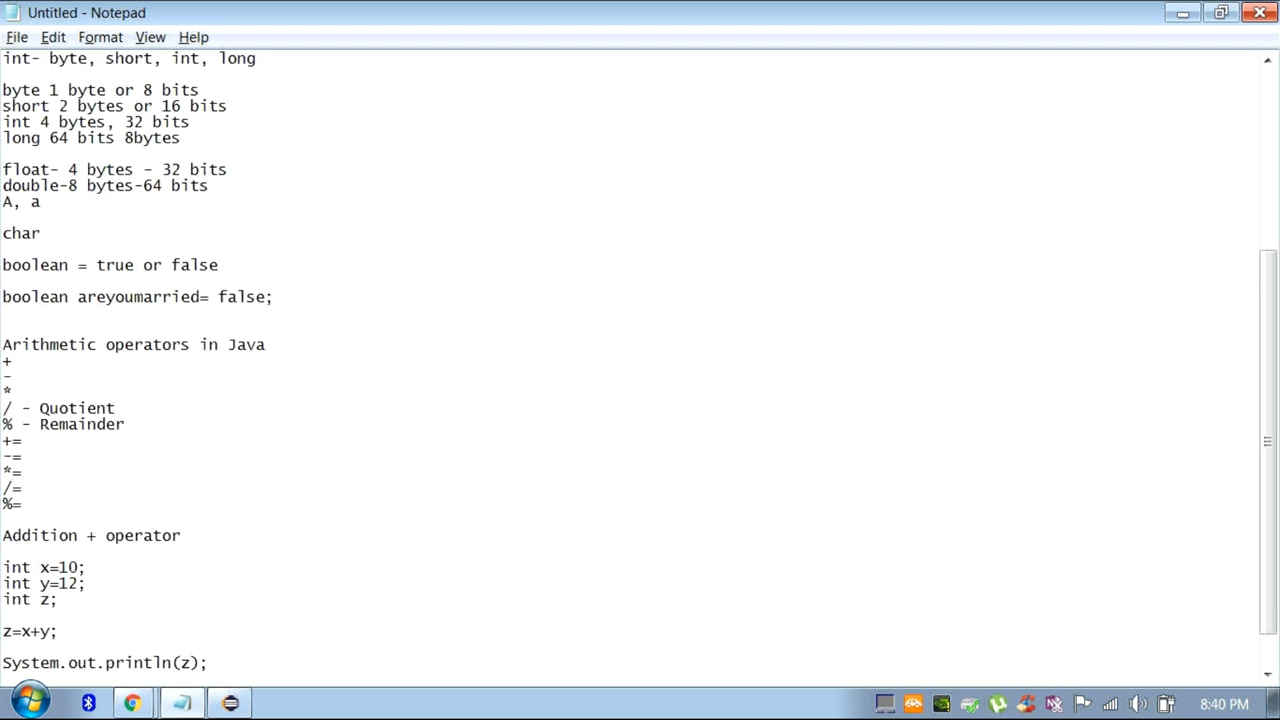 Untitled - Notepad
File Edit Format View Help
int- byte, short, int, long
byte 1 byte or 8 bits
short 2 bytes or 16 bits
int 4 bytes, 32 bits
long 64 bits 8bytes
float- 4 bytes - 32 bits
double-8 bytes-64 bits
A, a
char
boolean = true or false
boolean areyoumarried= false;
Arithmetic operators in Java
+
-
*
/ - Quotient
% - Remainder
+=
-=
*=
/=
%=
Addition + operator
int x=10;
int y=12;
int z;
z=x+y;
System.out.println(z);
8:40 PM